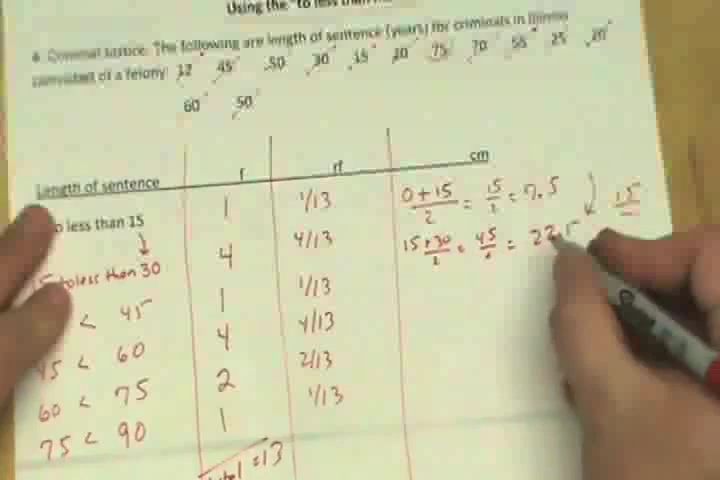 Using the "to less than
Criminal Justice: The following are length of sentence (years) for criminals in Illinois
convicted of a felony: 12 45 50 30 15 20 75 70 55 25 20
60 50
Length of sentence f rf cm
to less than 15 1 1/13 0+15/2 = 15/2 = 7.5 15
to less than 30 4 4/13 15+30/2 = 45/2 = 22.5
< 45 1 1/13
45 < 60 4 4/13
60 < 75 2 2/13
75 < 90 1 1/13
total = 13